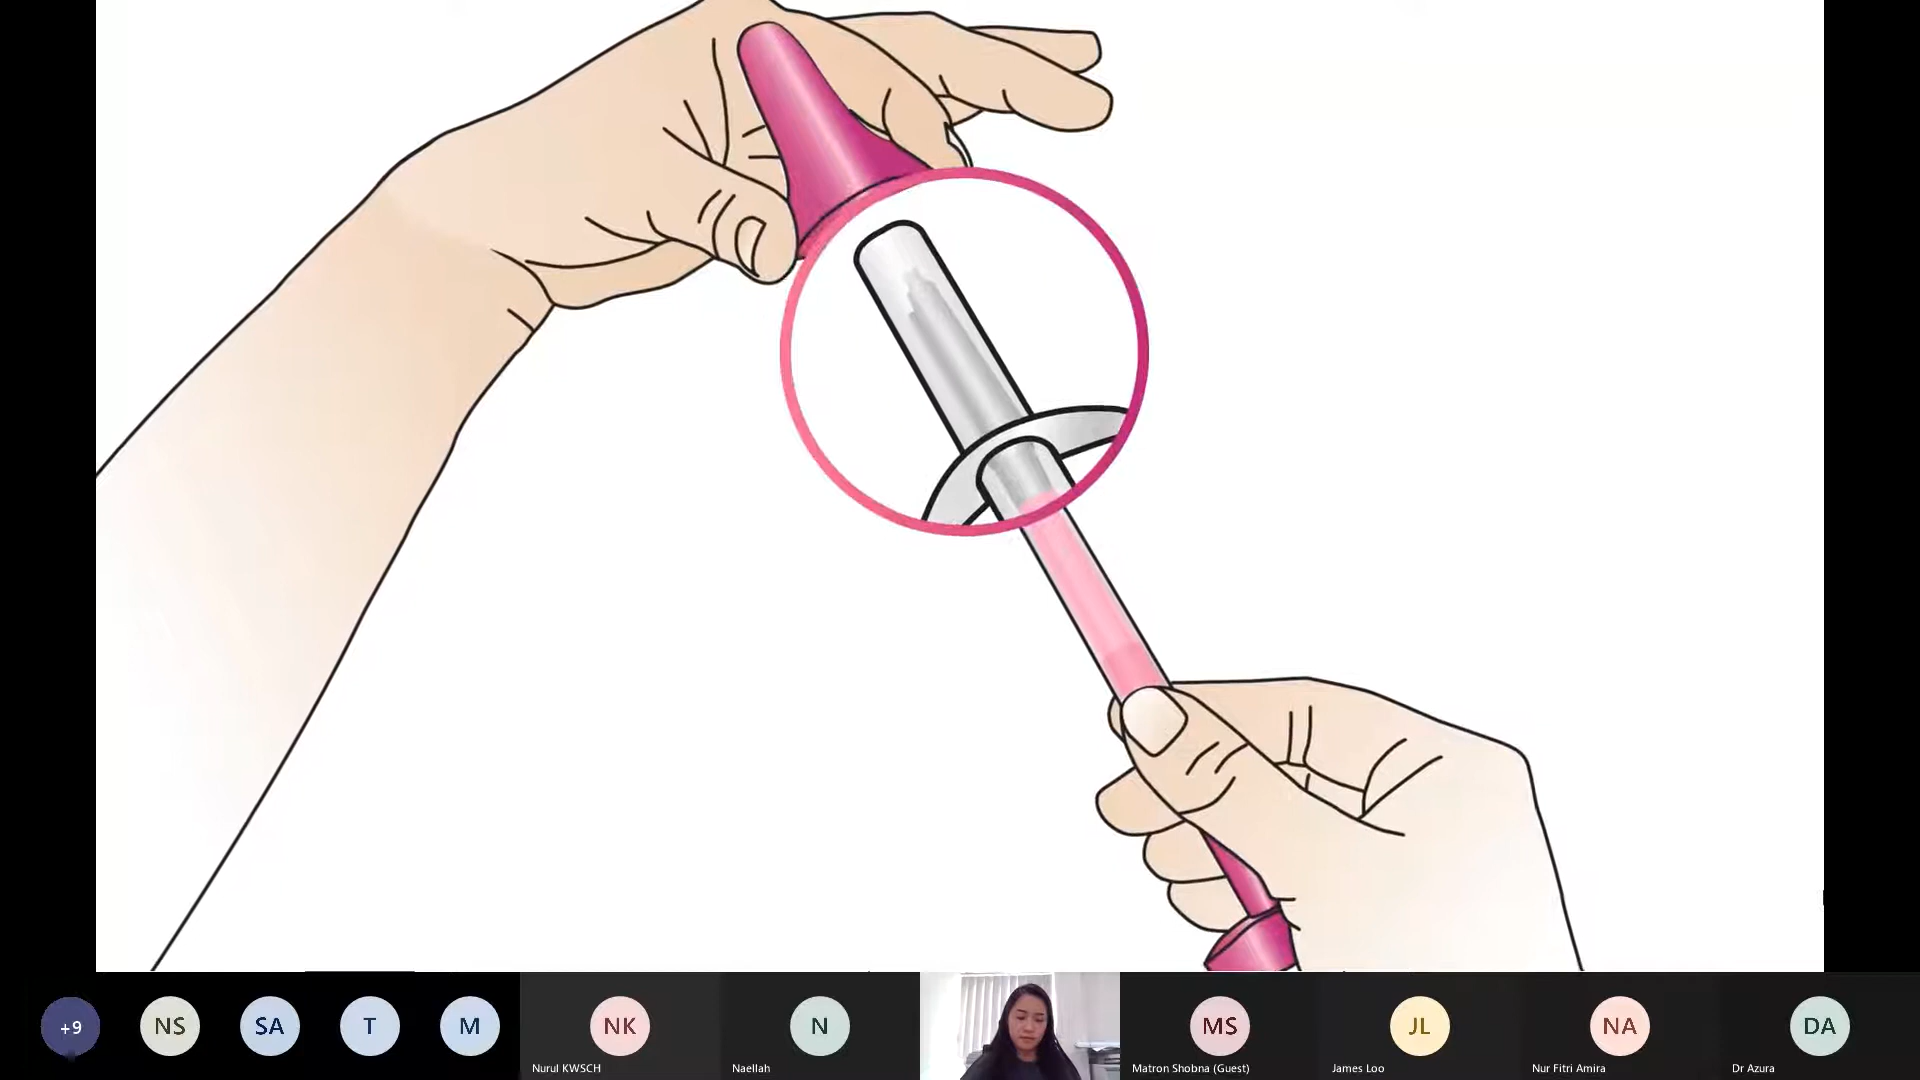 +9
NS
SA
T
M
NK
N
MS
JL
NA
DA
Nurul KWSCH
Naellah
Matron Shobna (Guest)
James Loo
Nur Fitri Amira
Dr Azura